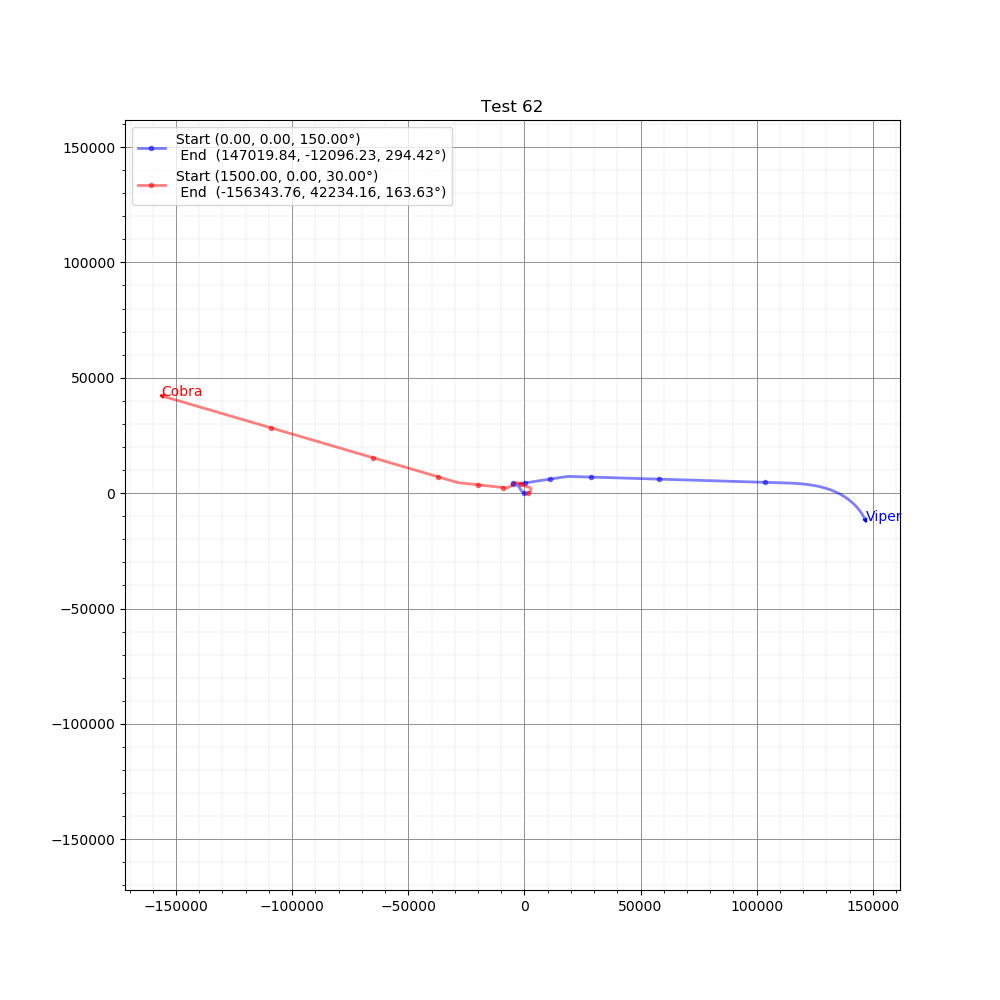 Test 62
Start (0.00, 0.00, 150.00°)
End (147019.84, -12096.23, 294.42°)
Start (1500.00, 0.00, 30.00°)
End (-156343.76, 42234.16, 163.63°)
150000
100000
50000
Cobra
0
Viper
−50000
−100000
−150000
−150000 −100000 −50000 0 50000 100000 150000